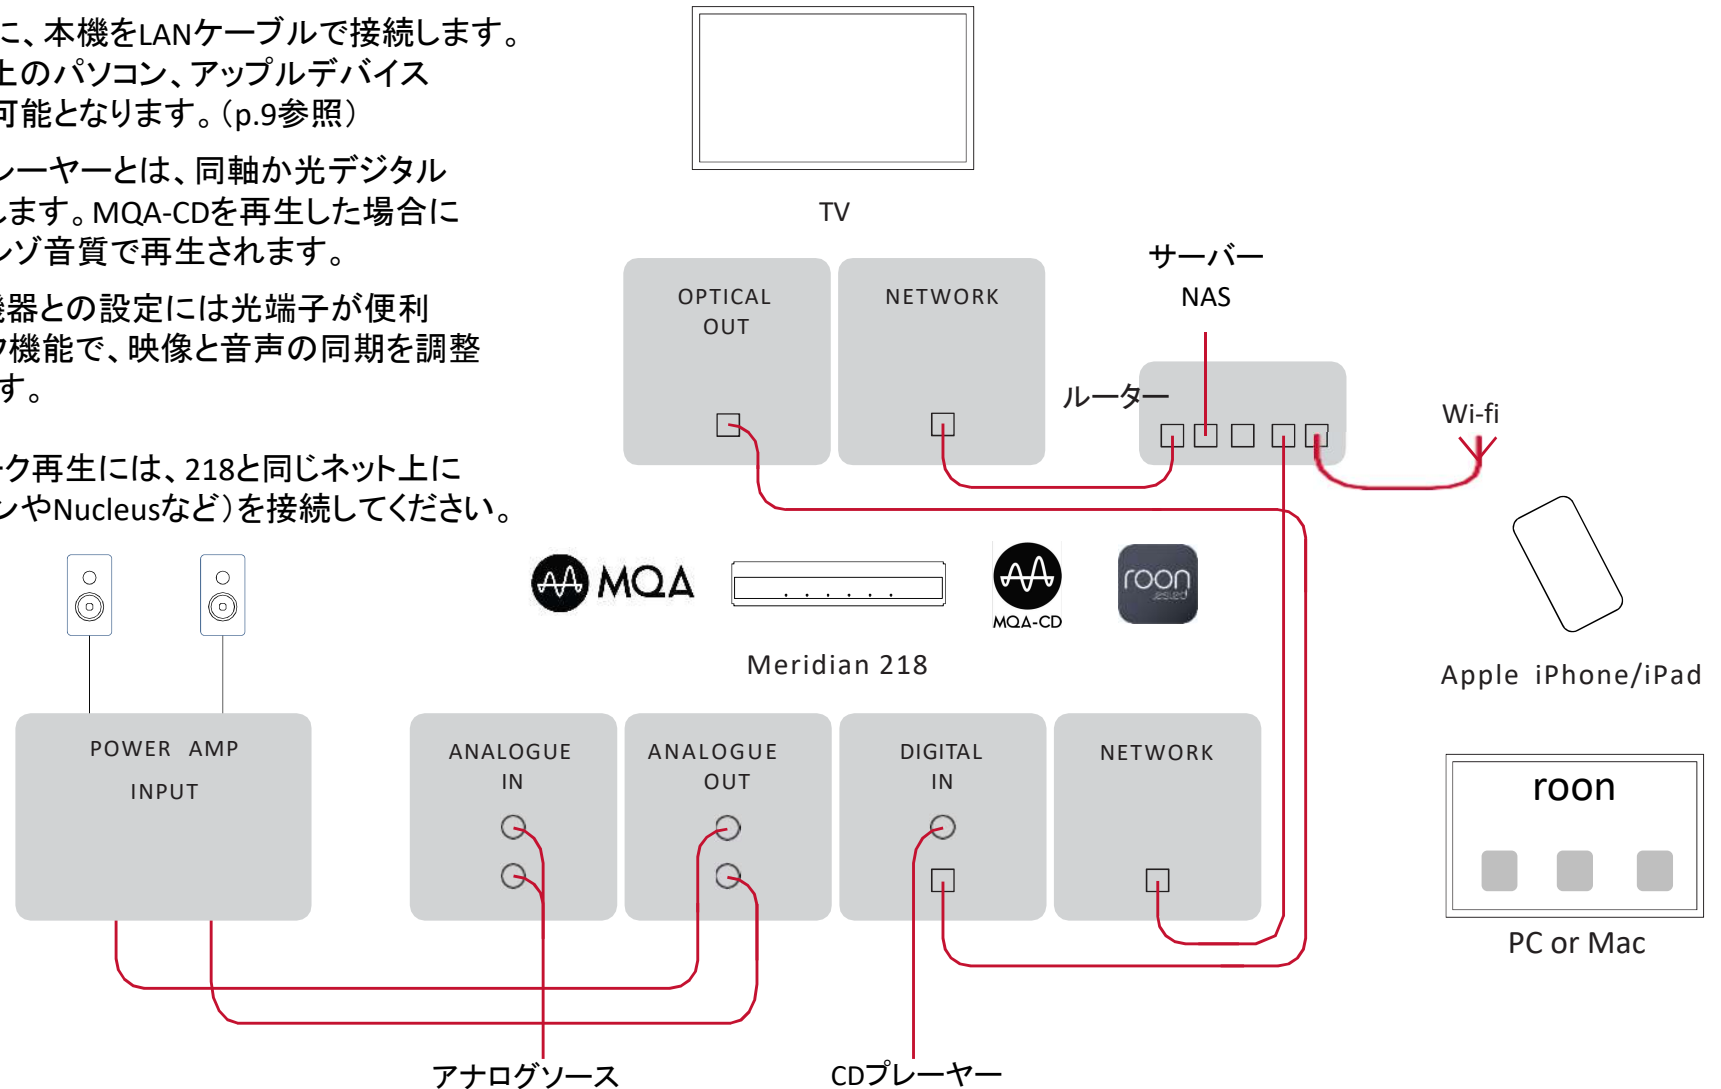 に、本機をLANケーブルで接続します。
上のパソコン、アップルデバイス
可能となります。（p.9参照）
レーヤーとは、同軸か光デジタル
します。MQA-CDを再生した場合に
レゾ音質で再生されます。
機器との設定には光端子が便利
ク機能で、映像と音声の同期を調整
す。
ーク再生には、218と同じネット上に
ンやNucleusなど）を接続してください。
TV
OPTICAL
OUT
NETWORK
サーバー
NAS
ルーター
Wi-fi
MQA
MQA-CD
roon
tested
Meridian 218
Apple iPhone/iPad
POWER AMP
INPUT
ANALOGUE
IN
ANALOGUE
OUT
DIGITAL
IN
NETWORK
roon
PC or Mac
アナログソース
CDプレーヤー